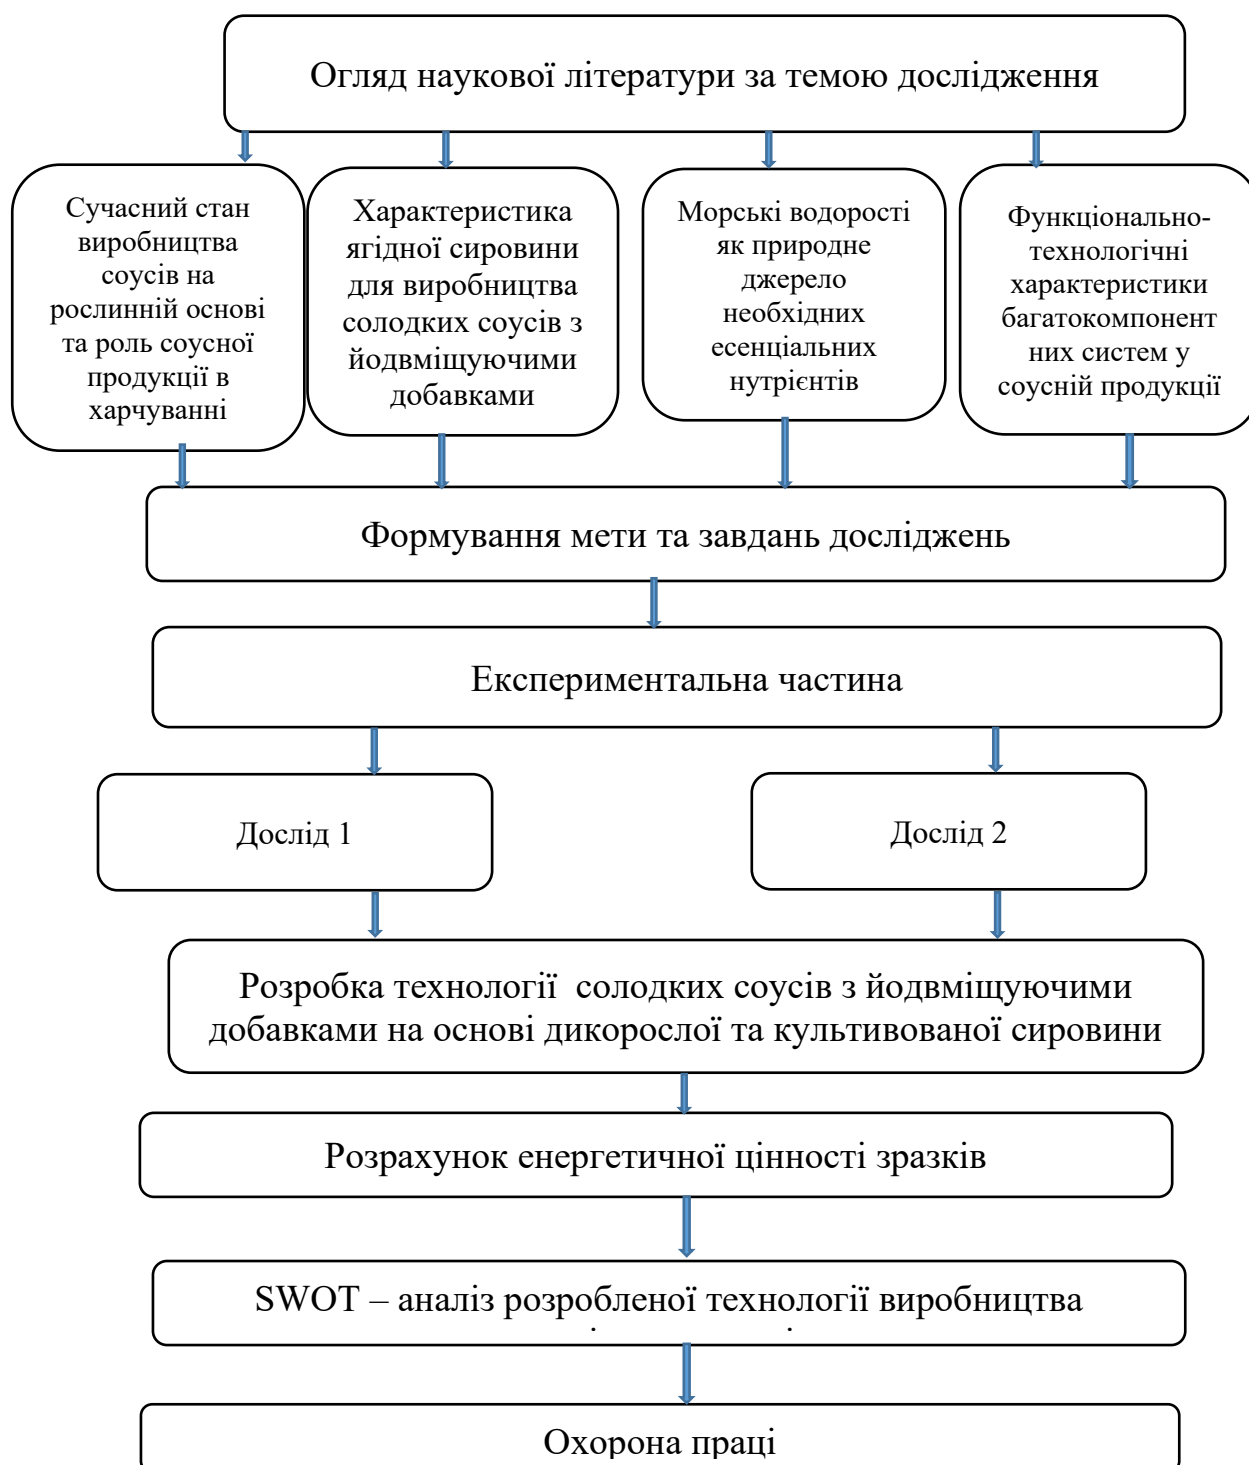 Огляд наукової літератури за темою дослідження
Сучасний стан
виробництва
соусів на
рослинній основі
та роль соусної
продукції в
харчуванні
Характеристика
ягідної сировини
для виробництва
солодких соусів з
йодвміщуючими
добавками
Морські водорості
як природне
джерело
необхідних
есенціальних
нутрієнтів
Функціонально-
технологічні
характеристики
багатокомпонент
них систем у
соусній продукції
Формування мети та завдань досліджень
Експериментальна частина
Дослід 1
Дослід 2
Розробка технології солодких соусів з йодвміщуючими
добавками на основі дикорослої та культивованої сировини
Розрахунок енергетичної цінності зразків
SWOT – аналіз розробленої технології виробництва
Охорона праці